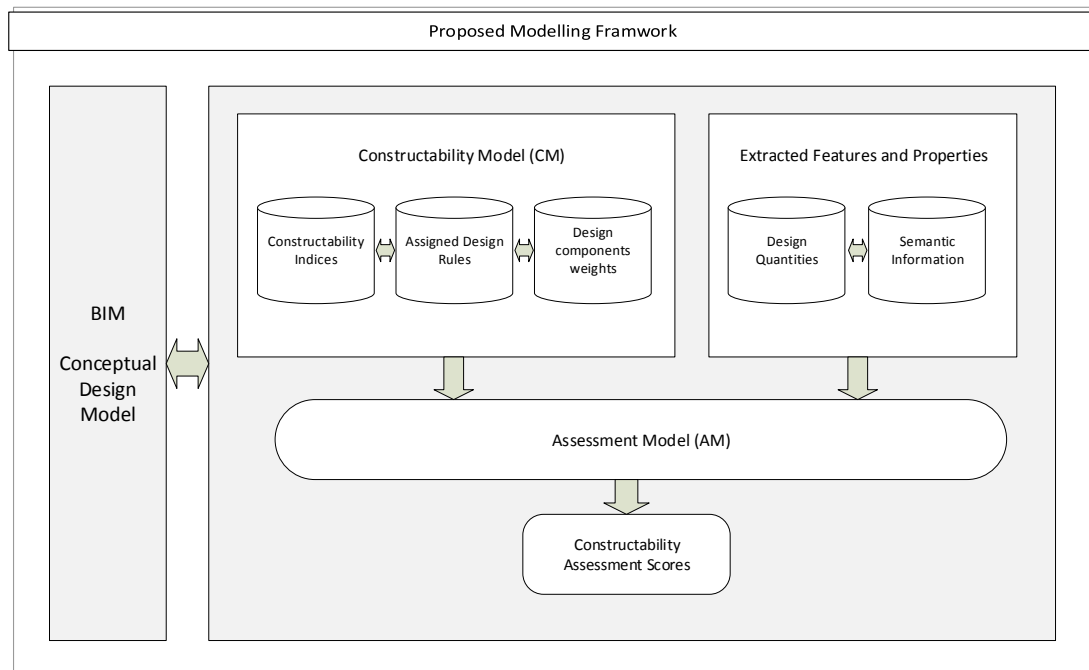 Proposed Modelling Framwork
BIM
Conceptual
Design
Model
Constructability Model (CM)
Constructability
Indices
Assigned Design
Rules
Design
components
weights
Extracted Features and Properties
Design
Quantities
Semantic
Information
Assessment Model (AM)
Constructability
Assessment Scores